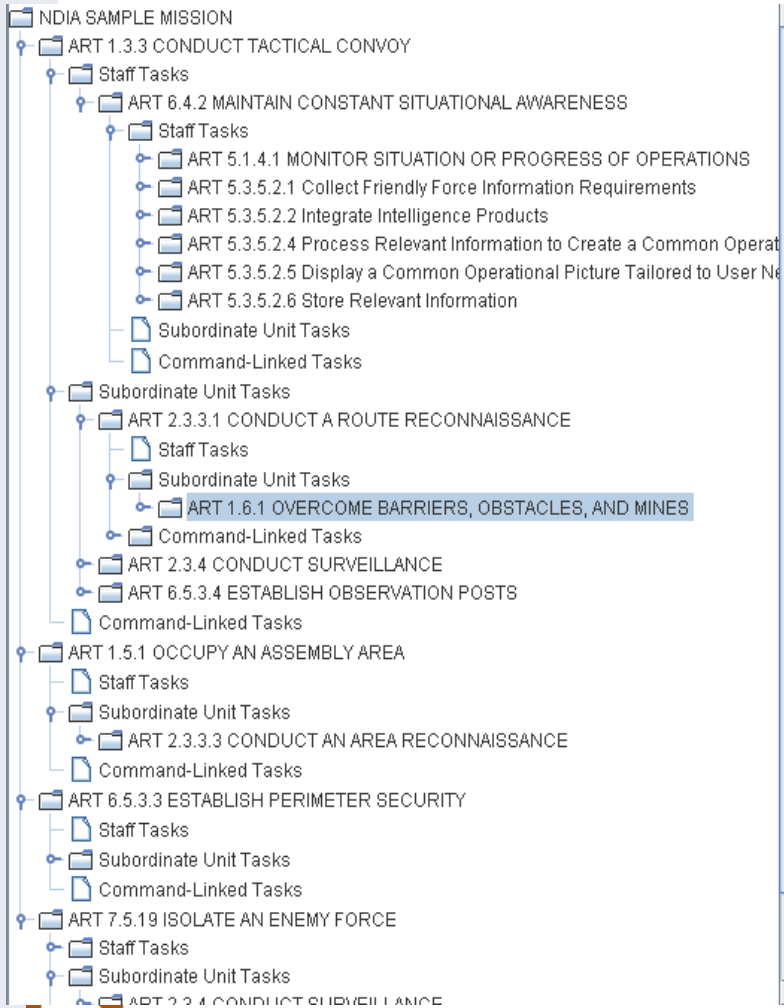 NDIA SAMPLE MISSION
ART 1.3.3 CONDUCT TACTICAL CONVOY
Staff Tasks
ART 6.4.2 MAINTAIN CONSTANT SITUATIONAL AWARENESS
Staff Tasks
ART 5.1.4.1 MONITOR SITUATION OR PROGRESS OF OPERATIONS
ART 5.3.5.2.1 Collect Friendly Force Information Requirements
ART 5.3.5.2.2 Integrate Intelligence Products
ART 5.3.5.2.4 Process Relevant Information to Create a Common Operat
ART 5.3.5.2.5 Display a Common Operational Picture Tailored to User Ne
ART 5.3.5.2.6 Store Relevant Information
Subordinate Unit Tasks
Command-Linked Tasks
Subordinate Unit Tasks
ART 2.3.3.1 CONDUCT A ROUTE RECONNAISSANCE
Staff Tasks
Subordinate Unit Tasks
ART 1.6.1 OVERCOME BARRIERS, OBSTACLES, AND MINES
Command-Linked Tasks
ART 2.3.4 CONDUCT SURVEILLANCE
ART 6.5.3.4 ESTABLISH OBSERVATION POSTS
Command-Linked Tasks
ART 1.5.1 OCCUPY AN ASSEMBLY AREA
Staff Tasks
Subordinate Unit Tasks
ART 2.3.3.3 CONDUCT AN AREA RECONNAISSANCE
Command-Linked Tasks
ART 6.5.3.3 ESTABLISH PERIMETER SECURITY
Staff Tasks
Subordinate Unit Tasks
Command-Linked Tasks
ART 7.5.19 ISOLATE AN ENEMY FORCE
Staff Tasks
Subordinate Unit Tasks
ART 2.3.4 CONDUCT SURVEILLANCE